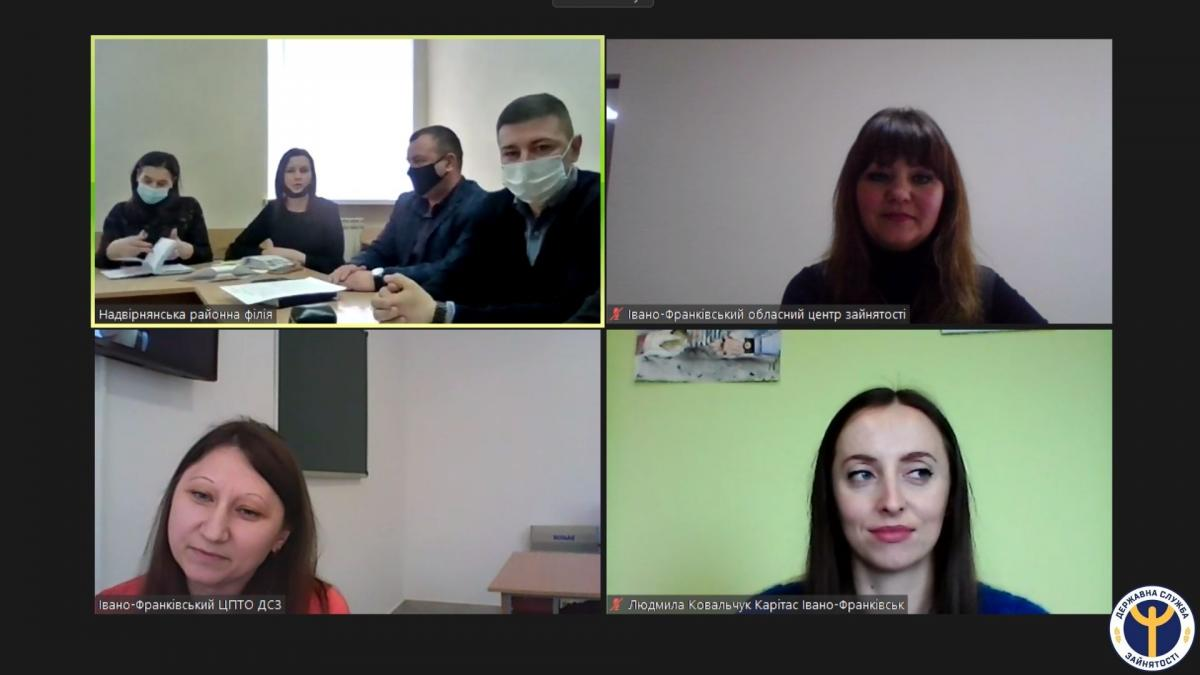 Надвірнянська районна філія
Івано-Франківський обласний центр зайнятості
Івано-Франківський ЦПТО ДСЗ
Людмила Ковальчук Карітас Івано-Франківськ
ДЕРЖАВНА СЛУЖБА
ЗАЙНЯТОСТІ